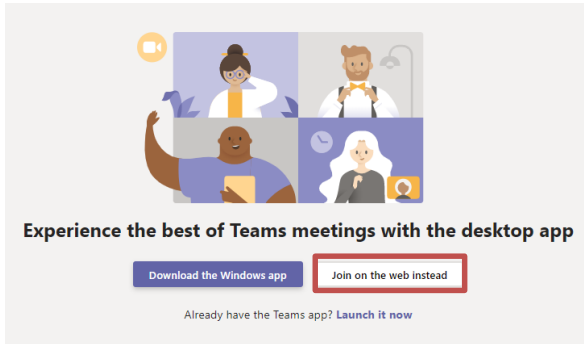 Experience the best of Teams meetings with the desktop app
Download the Windows app
Join on the web instead
Already have the Teams app? Launch it now